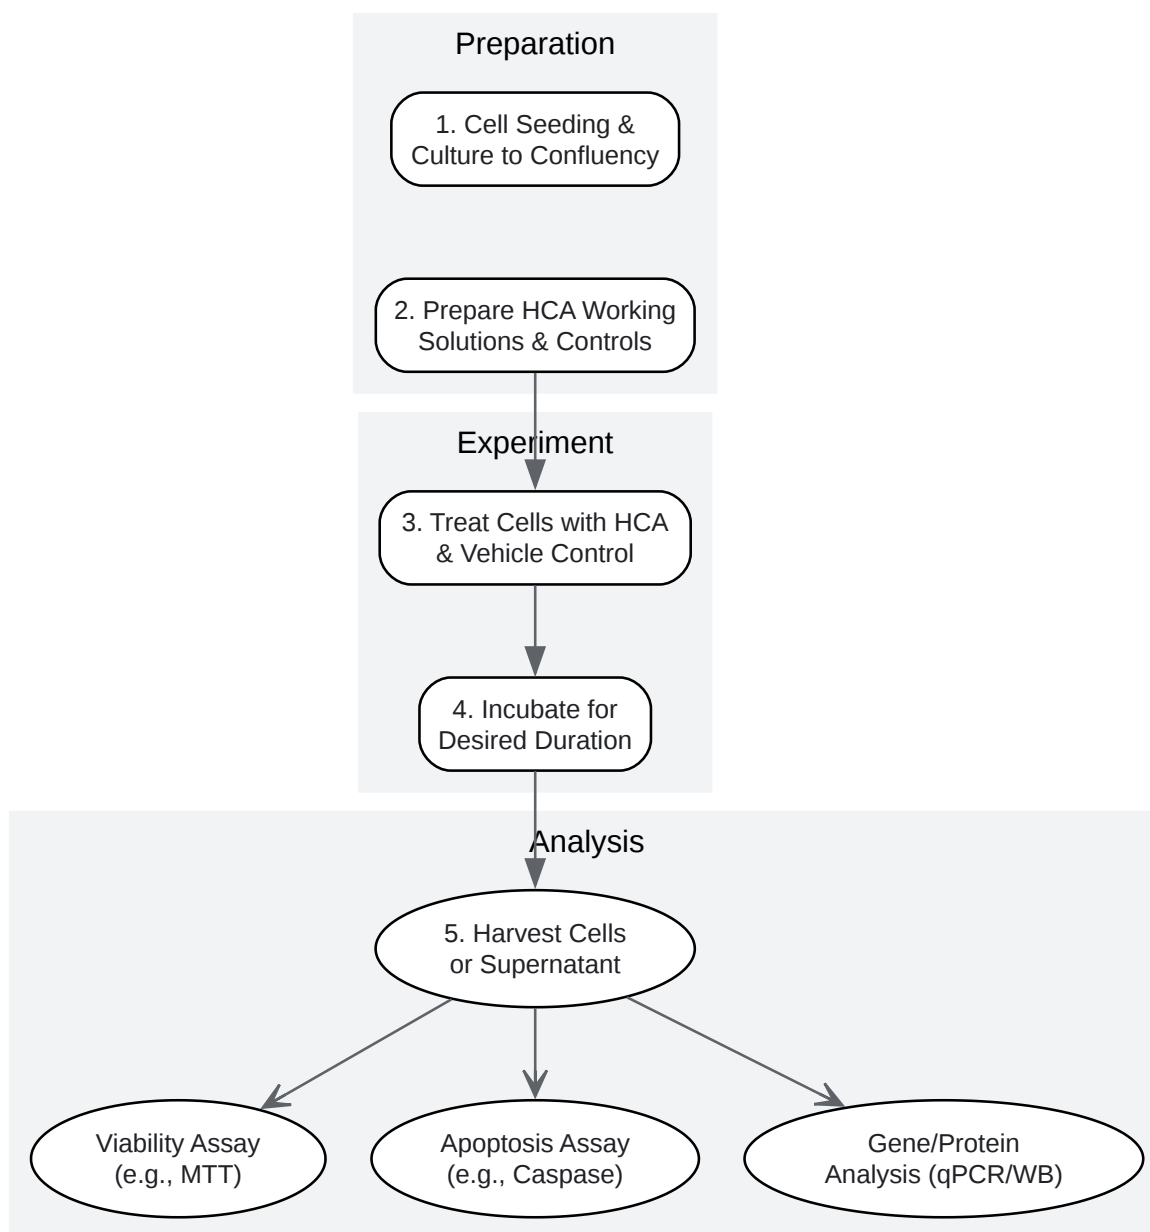 Preparation
1. Cell Seeding &
Culture to Confluency
2. Prepare HCA Working
Solutions & Controls
Experiment
3. Treat Cells with HCA
& Vehicle Control
4. Incubate for
Desired Duration
Analysis
5. Harvest Cells
or Supernatant
Viability Assay
(e.g., MTT)
Apoptosis Assay
(e.g., Caspase)
Gene/Protein
Analysis (qPCR/WB)